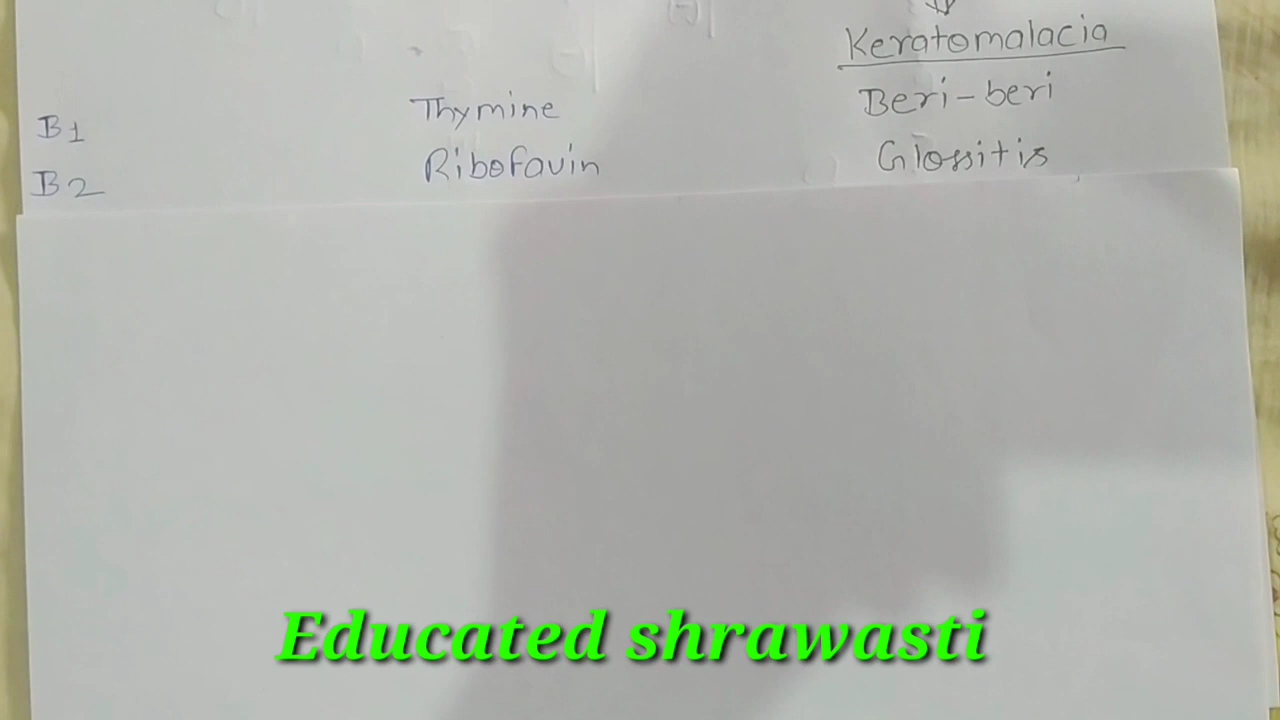 Keratomalacia
B1 Thymine Beri-beri
B2 Ribofavin Glossitis
Educated shrawasti